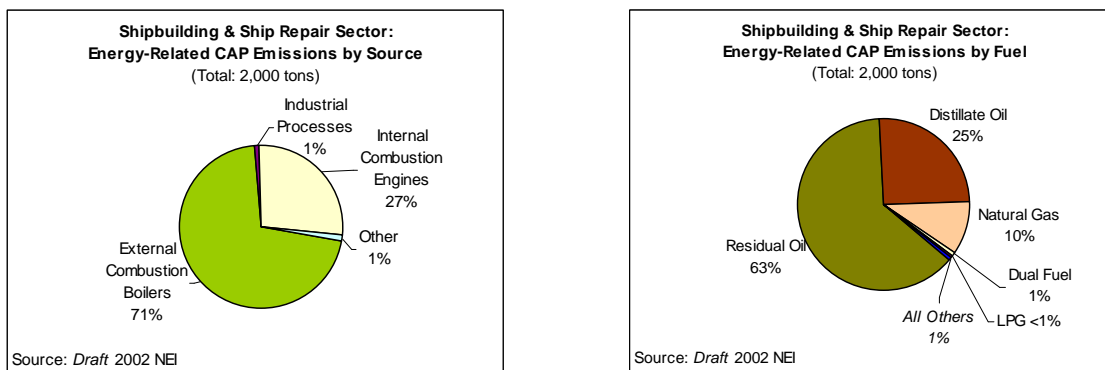 Shipbuilding & Ship Repair Sector:
Energy-Related CAP Emissions by Source
(Total: 2,000 tons)
Industrial
Processes
1%
Internal
Combustion
Engines
27%
Other
1%
External
Combustion
Boilers
71%
Source: Draft 2002 NEI
Shipbuilding & Ship Repair Sector:
Energy-Related CAP Emissions by Fuel
(Total: 2,000 tons)
Distillate Oil
25%
Natural Gas
10%
Dual Fuel
1%
LPG <1%
All Others
1%
Residual Oil
63%
Source: Draft 2002 NEI